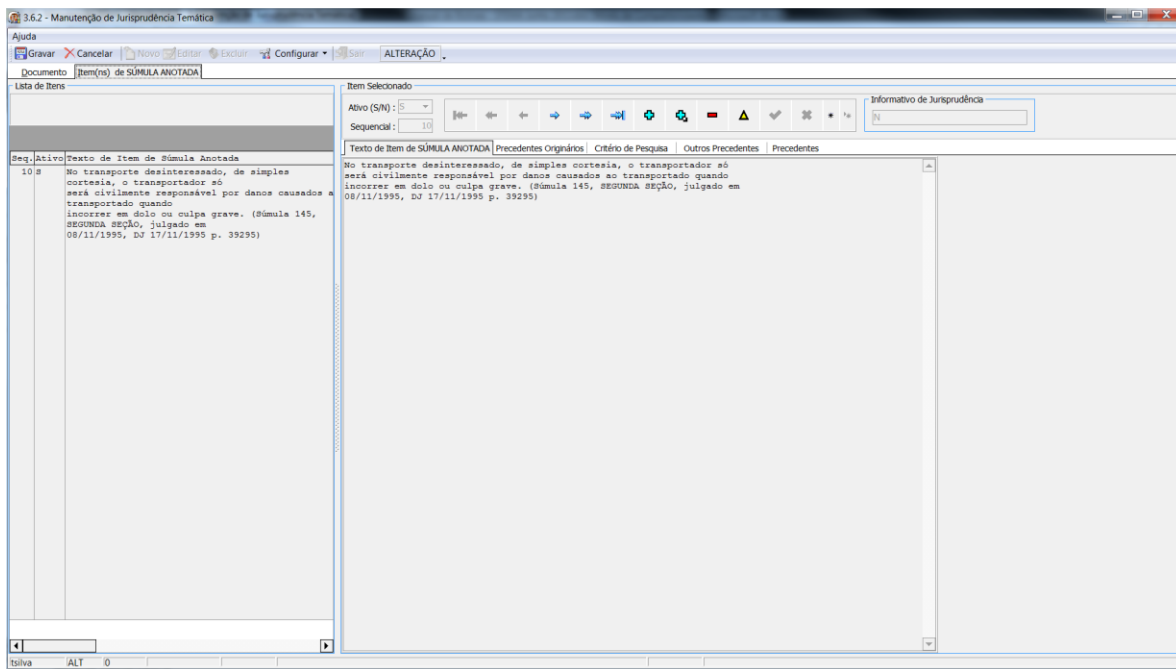 3.6.2 - Manutenção de Jurisprudência Temática
Ajuda
Gravar Cancelar Novo Editar Excluir Configurar Sair ALTERAÇÃO
Documento Item(ns) de SÚMULA ANOTADA
Lista de Itens
Seq. Ativo Texto de Item de Súmula Anotada
10 S No transporte desinteressado, de simples
cortesia, o transportador só
será civilmente responsável por danos causados a
transportado quando
incorrer em dolo ou culpa grave. (Súmula 145,
SEGUNDA SEÇÃO, julgado em
08/11/1995, DJ 17/11/1995 p. 39295)
Item Selecionado
Ativo (S/N) : S
Sequencial : 10
Informativo de Jurisprudência
N
Texto de Item de SÚMULA ANOTADA Precedentes Originários Critério de Pesquisa Outros Precedentes Precedentes
No transporte desinteressado, de simples cortesia, o transportador só
será civilmente responsável por danos causados ao transportado quando
incorrer em dolo ou culpa grave. (Súmula 145, SEGUNDA SEÇÃO, julgado em
08/11/1995, DJ 17/11/1995 p. 39295)
tsilva ALT 0